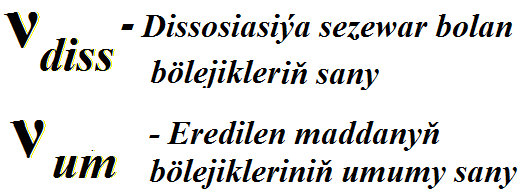 ν diss - Dissosiasiýa sezewar bolan
bölejikleriň sany
ν um - Eredilen maddanyň
bölejikleriniň umumy sany